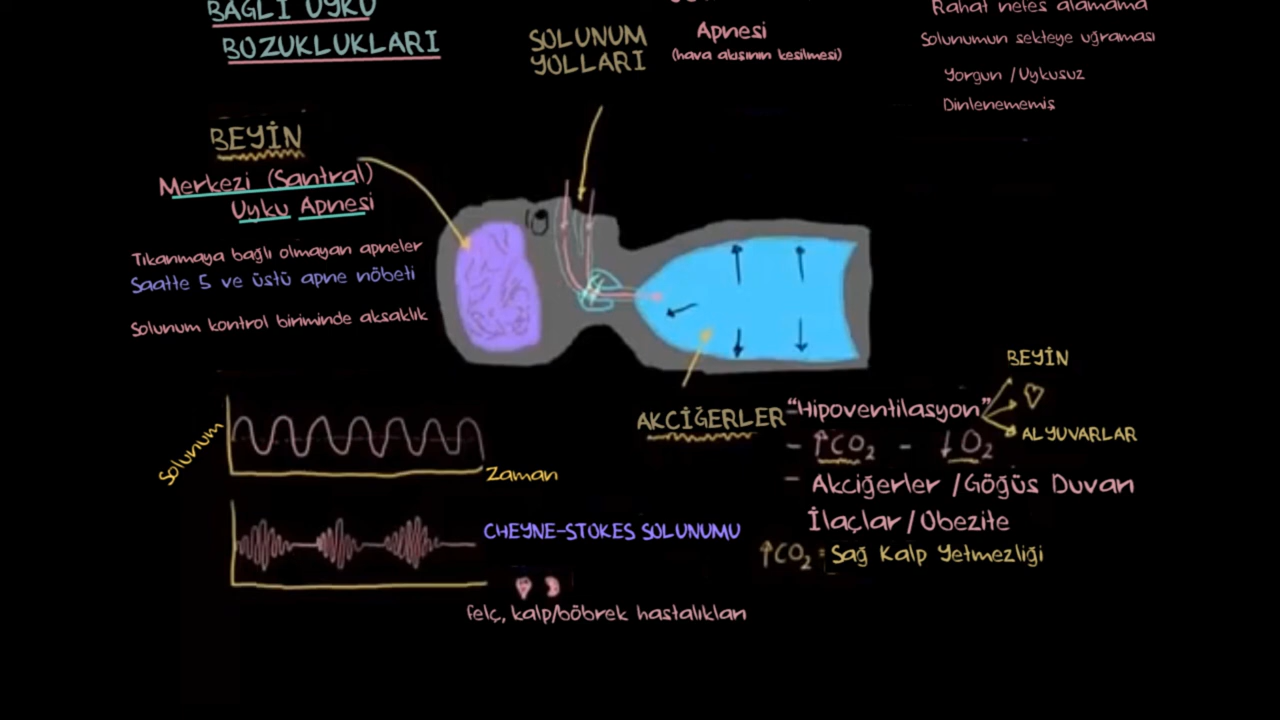 BAĞLI UYKU
BOZUKLUKLARI
SOLUNUM
YOLLARI
Apnesi
(hava akışının kesilmesi)
Rahat nefes alamama
Solunumun sekteye uğraması
Yorgun /Uykusuz
Dinlenememiş
BEYİN
Merkezi (Santral)
Uyku Apnesi
Tıkanmaya bağlı olmayan apneler
Saatte 5 ve üstü apne nöbeti
Solunum kontrol biriminde aksaklık
Solunum
Zaman
CHEYNE-STOKES SOLUNUMU
felç, kalp/böbrek hastalıkları
AKCİĞERLER
-"Hipoventilasyon"
BEYİN
ALYUVARLAR
- ↑CO₂ - ↓O₂
- Akciğerler /Göğüs Duvarı
İlaçlar/Obezite
↑CO₂ : Sağ Kalp Yetmezliği